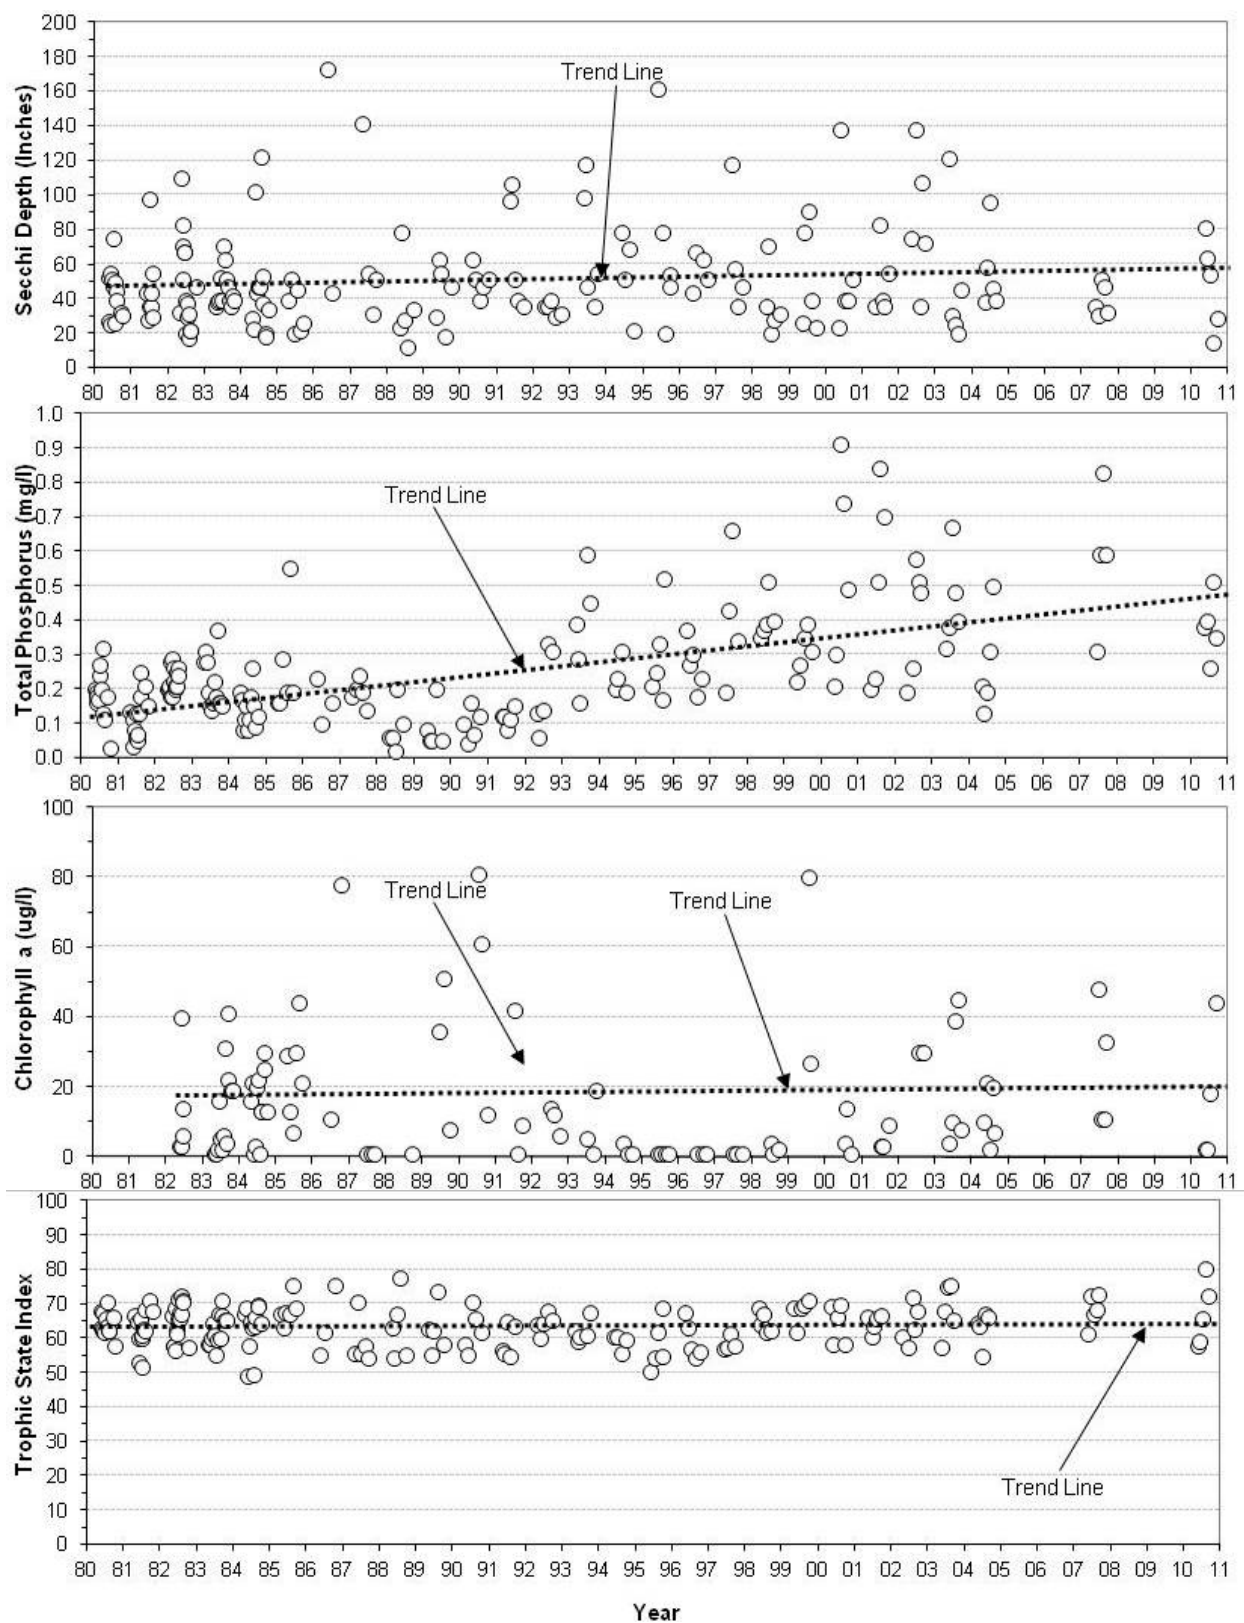 200
180
160
140
120
100
80
60
40
20
0
Secchi Depth (Inches)
Trend Line
80 81 82 83 84 85 86 87 88 89 90 91 92 93 94 95 96 97 98 99 00 01 02 03 04 05 06 07 08 09 10 11
1.0
0.9
0.8
0.7
0.6
0.5
0.4
0.3
0.2
0.1
0.0
Total Phosphorus (mg/l)
Trend Line
80 81 82 83 84 85 86 87 88 89 90 91 92 93 94 95 96 97 98 99 00 01 02 03 04 05 06 07 08 09 10 11
100
80
60
40
20
0
Chlorophyll a (ug/l)
Trend Line
Trend Line
80 81 82 83 84 85 86 87 88 89 90 91 92 93 94 95 96 97 98 99 00 01 02 03 04 05 06 07 08 09 10 11
100
90
80
70
60
50
40
30
20
10
0
Trophic State Index
Trend Line
80 81 82 83 84 85 86 87 88 89 90 91 92 93 94 95 96 97 98 99 00 01 02 03 04 05 06 07 08 09 10 11
Year